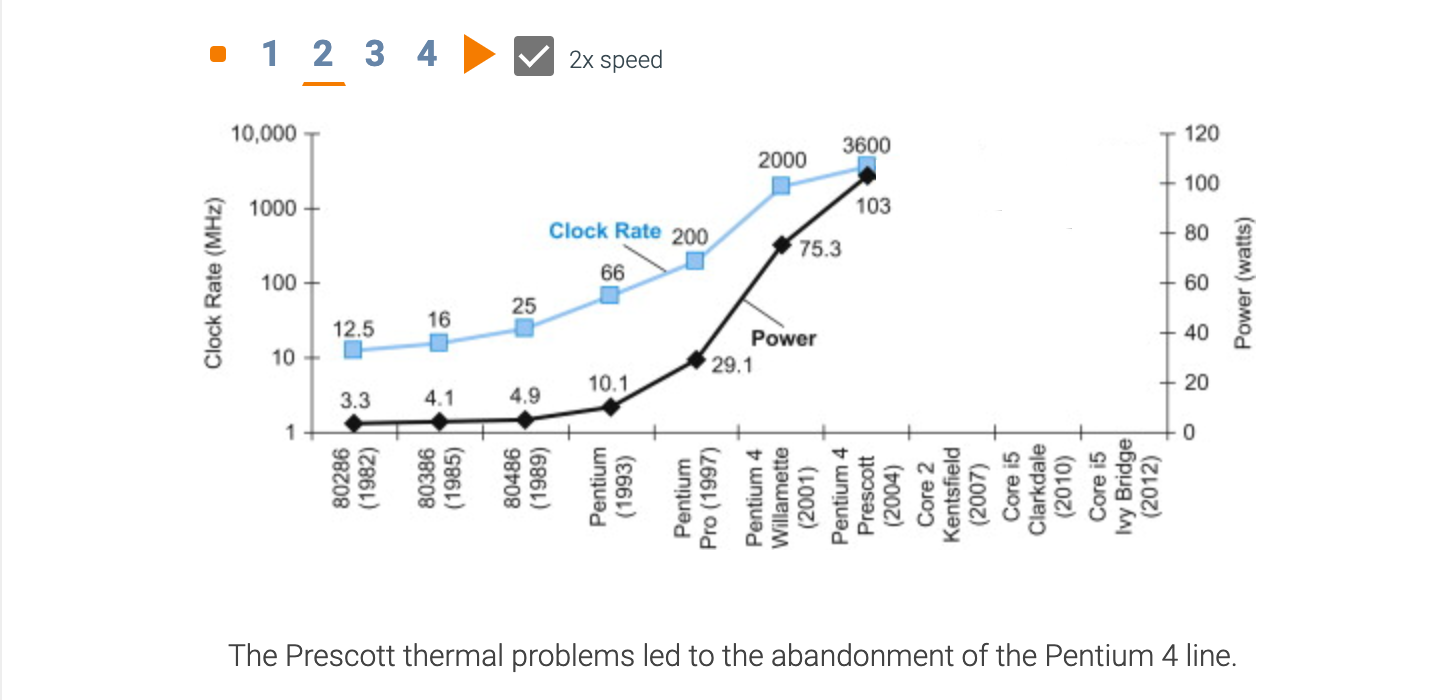 1 2 3 4 2x speed
10,000
1000
100
10
1
Clock Rate (MHz)
120
100
80
60
40
20
0
Power (watts)
Clock Rate
12.5
16
25
66
200
2000
3600
Power
3.3
4.1
4.9
10.1
29.1
75.3
103
80286
(1982)
80386
(1985)
80486
(1989)
Pentium
(1993)
Pentium
Pro (1997)
Pentium 4
Willamette
(2001)
Pentium 4
Prescott
(2004)
Core 2
Kentsfield
(2007)
Core i5
Clarkdale
(2010)
Core i5
Ivy Bridge
(2012)
The Prescott thermal problems led to the abandonment of the Pentium 4 line.